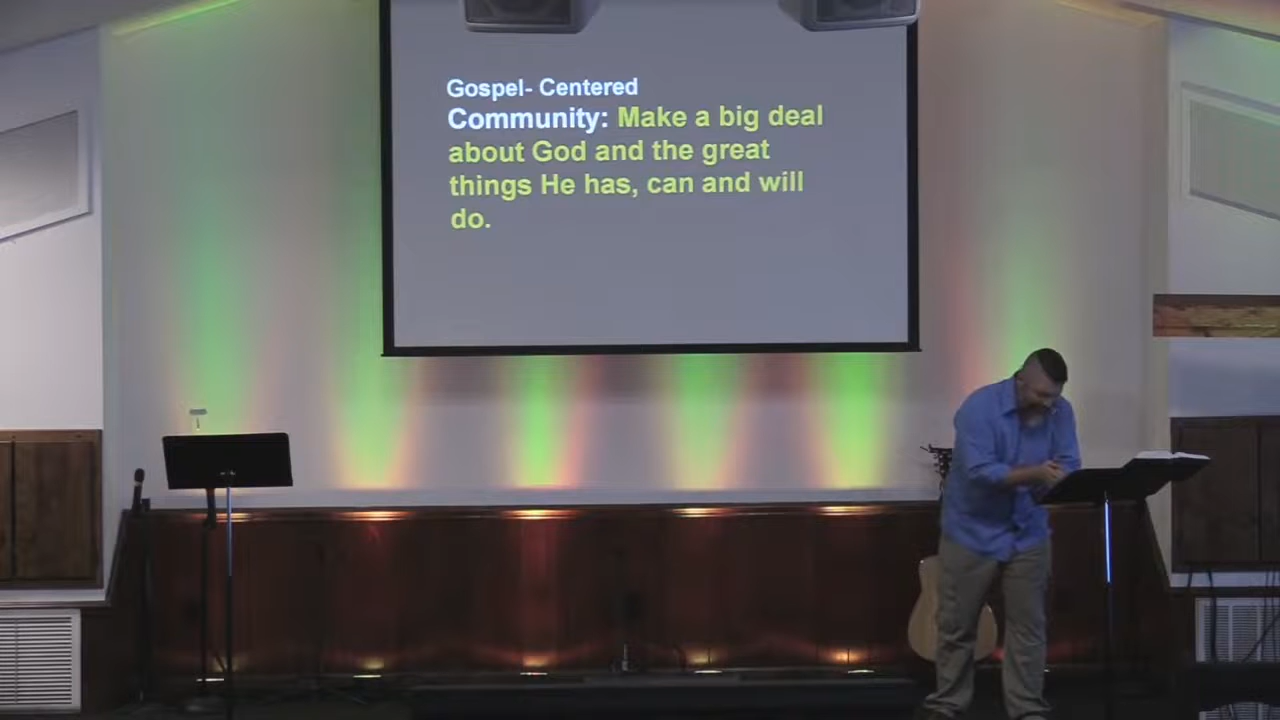 Gospel- Centered
Community: Make a big deal
about God and the great
things He has, can and will
do.